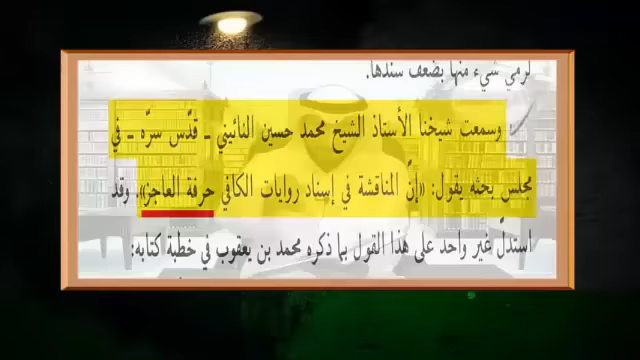 لرمي شيء منها بضعف سندها.
وسمعت شيخنا الأستاذ الشيخ محمد حسين النائيني ـ قدّس سرّه ـ في
مجلس بحثه يقول: «إنّ المناقشة في إسناد روايات الكافي حرفة العاجز». وقد
استدلّ غير واحد على هذا القول بما ذكره محمد بن يعقوب في خطبة كتابه: